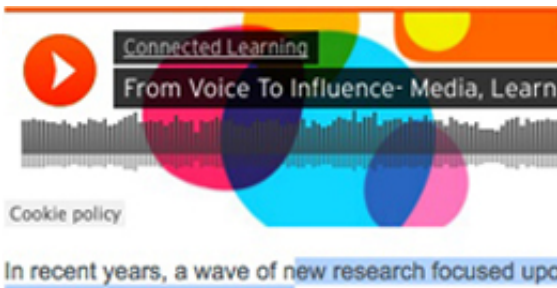 Connected Learning
From Voice To Influence- Media, Learn
Cookie policy
In recent years, a wave of new research focused upo